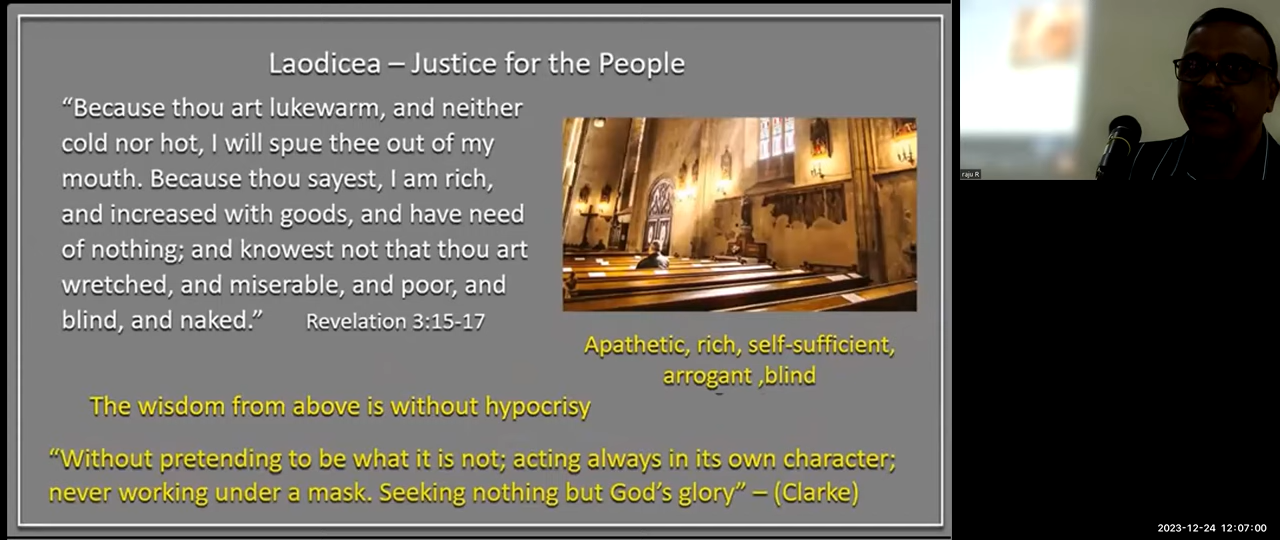 Laodicea – Justice for the People
“Because thou art lukewarm, and neither
cold nor hot, I will spue thee out of my
mouth. Because thou sayest, I am rich,
and increased with goods, and have need
of nothing; and knowest not that thou art
wretched, and miserable, and poor, and
blind, and naked.” Revelation 3:15-17
Apathetic, rich, self-sufficient,
arrogant ,blind
The wisdom from above is without hypocrisy
“Without pretending to be what it is not; acting always in its own character;
never working under a mask. Seeking nothing but God’s glory” – (Clarke)
raju R
2023-12-24 12:07:00